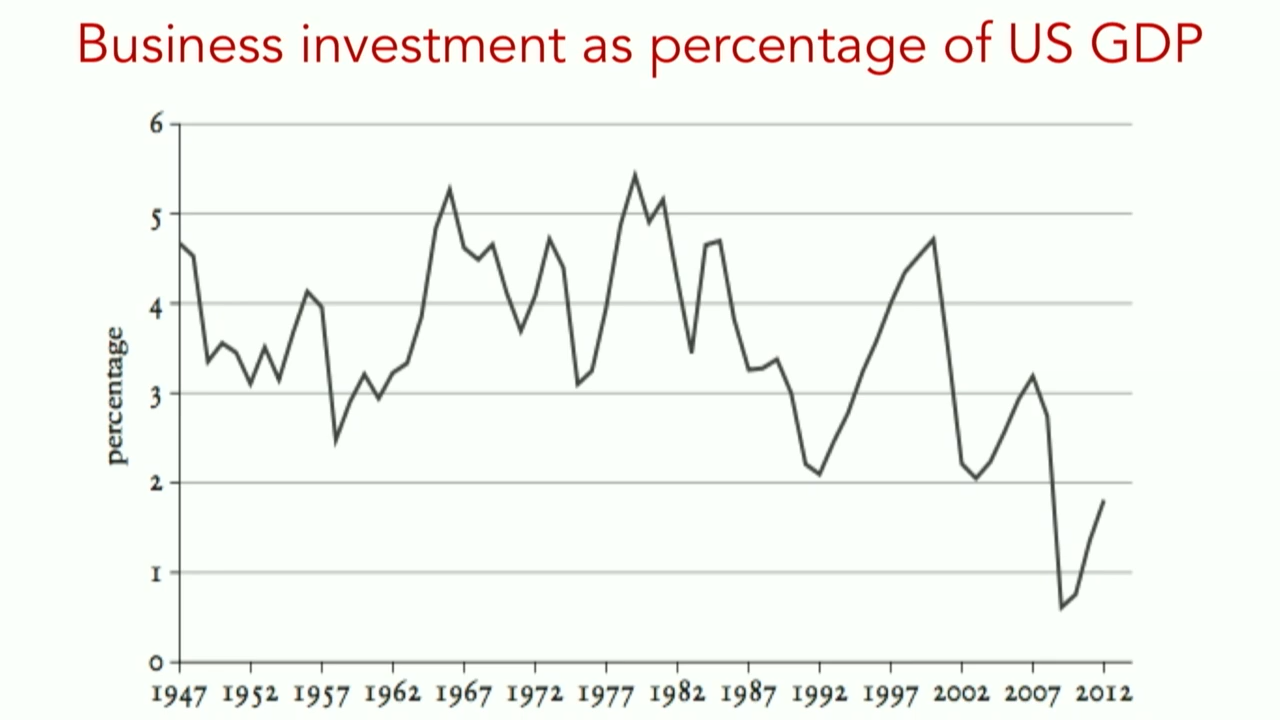 Business investment as percentage of US GDP
6
5
4
3
2
1
0
percentage
1947 1952 1957 1962 1967 1972 1977 1982 1987 1992 1997 2002 2007 2012